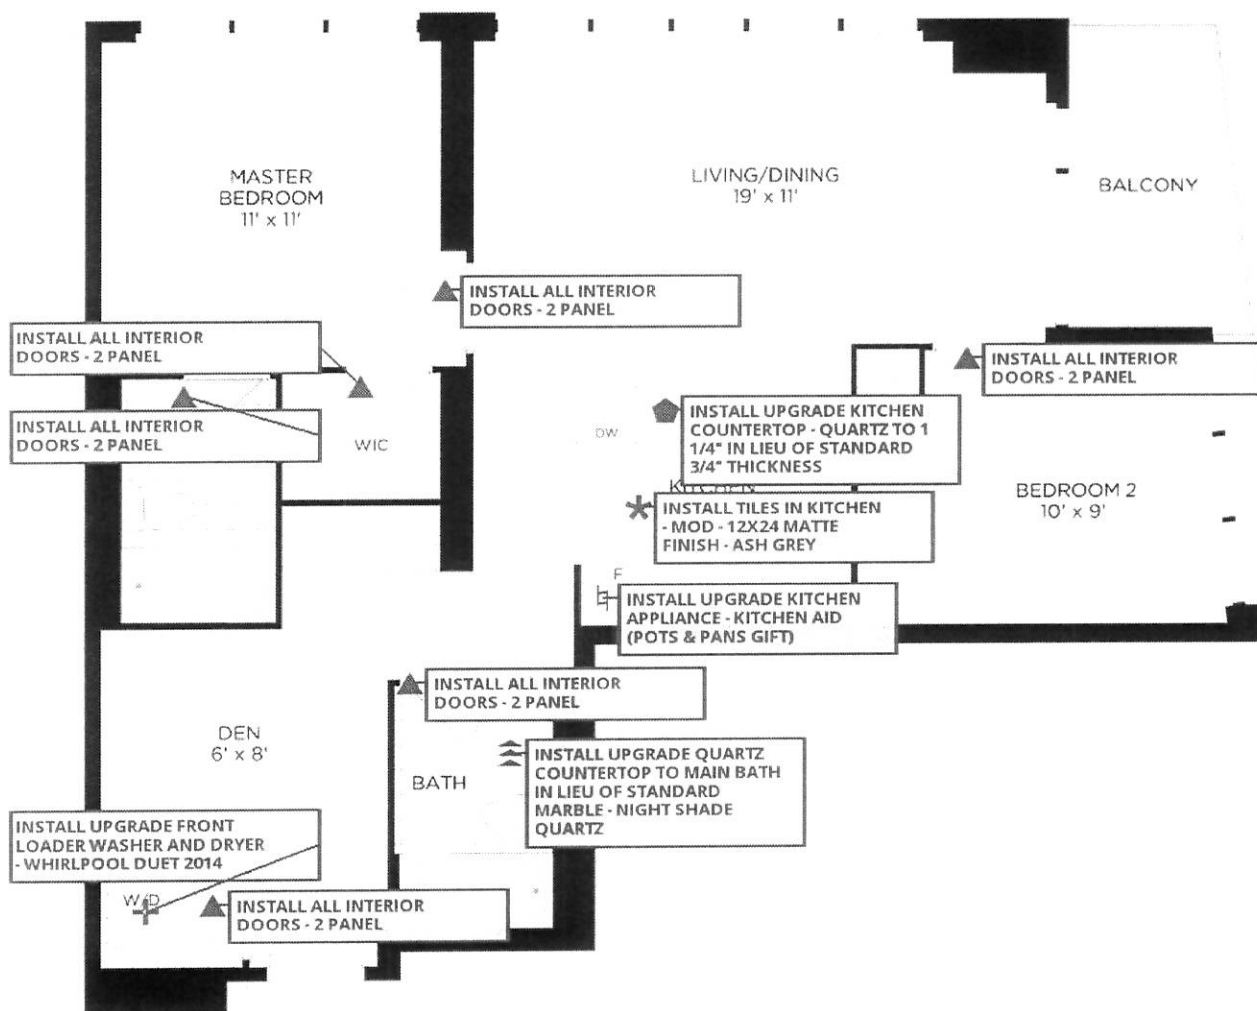 MASTER
BEDROOM
11' x 11'
LIVING/DINING
19' x 11'
BALCONY
INSTALL ALL INTERIOR
DOORS - 2 PANEL
INSTALL ALL INTERIOR
DOORS - 2 PANEL
INSTALL ALL INTERIOR
DOORS - 2 PANEL
INSTALL ALL INTERIOR
DOORS - 2 PANEL
WIC
DW
INSTALL UPGRADE KITCHEN
COUNTERTOP - QUARTZ TO 1
1/4" IN LIEU OF STANDARD
3/4" THICKNESS
KITCHEN
BEDROOM 2
10' x 9'
INSTALL TILES IN KITCHEN
- MOD - 12X24 MATTE
FINISH - ASH GREY
F
INSTALL UPGRADE KITCHEN
APPLIANCE - KITCHEN AID
(POTS & PANS GIFT)
INSTALL ALL INTERIOR
DOORS - 2 PANEL
DEN
6' x 8'
BATH
INSTALL UPGRADE QUARTZ
COUNTERTOP TO MAIN BATH
IN LIEU OF STANDARD
MARBLE - NIGHT SHADE
QUARTZ
INSTALL UPGRADE FRONT
LOADER WASHER AND DRYER
- WHIRLPOOL DUET 2014
W/D
INSTALL ALL INTERIOR
DOORS - 2 PANEL